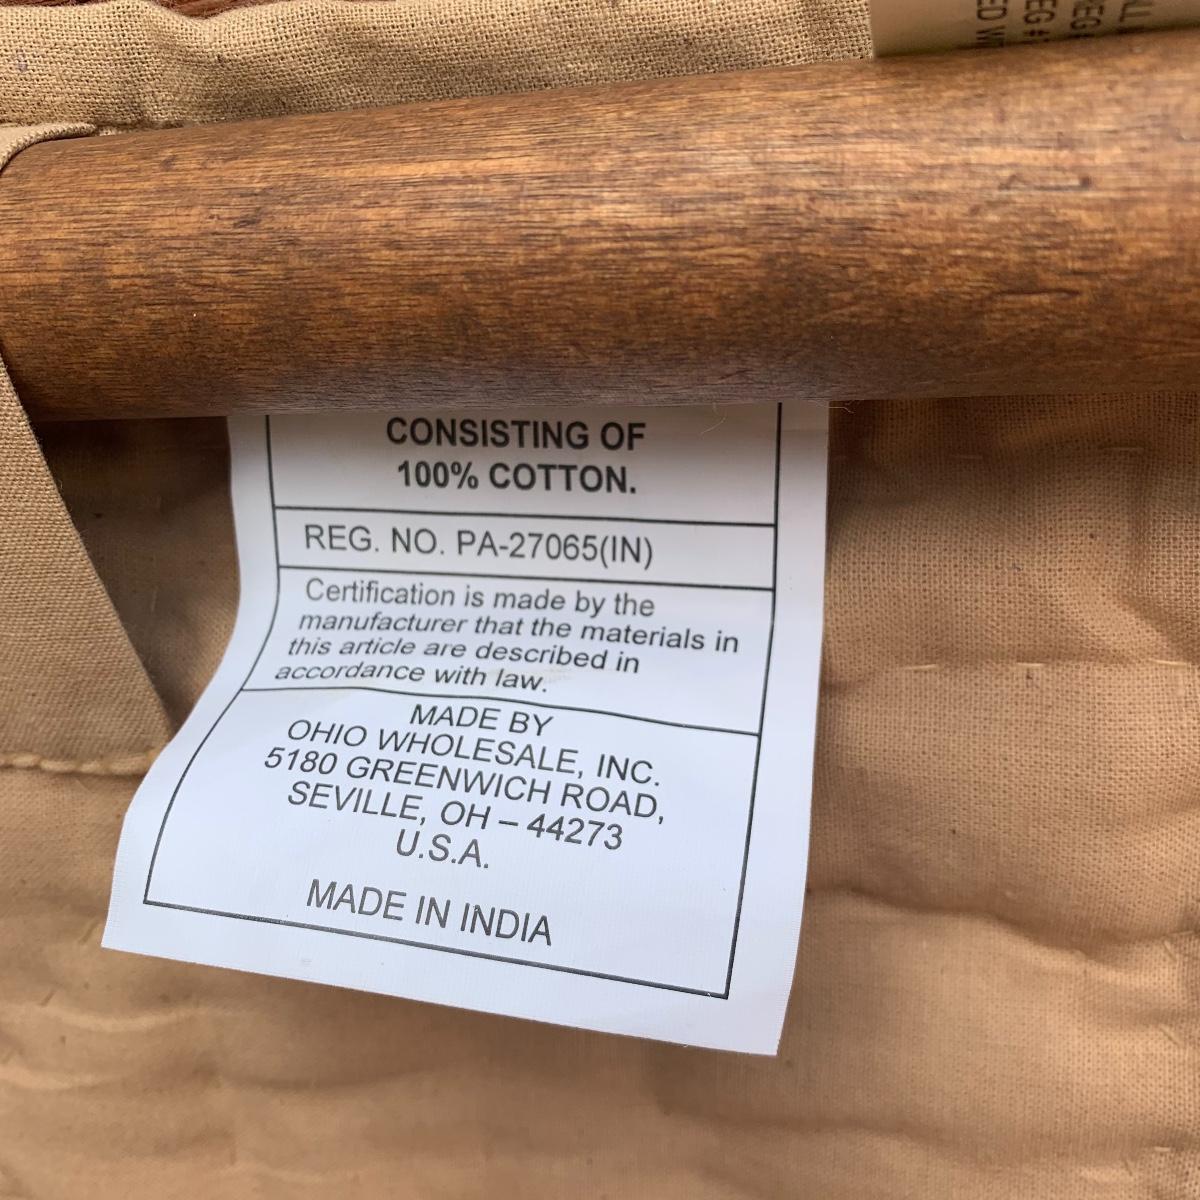 CONSISTING OF
100% COTTON.
REG. NO. PA-27065(IN)
Certification is made by the
manufacturer that the materials in
this article are described in
accordance with law.
MADE BY
OHIO WHOLESALE, INC.
5180 GREENWICH ROAD,
SEVILLE, OH – 44273
U.S.A.
MADE IN INDIA